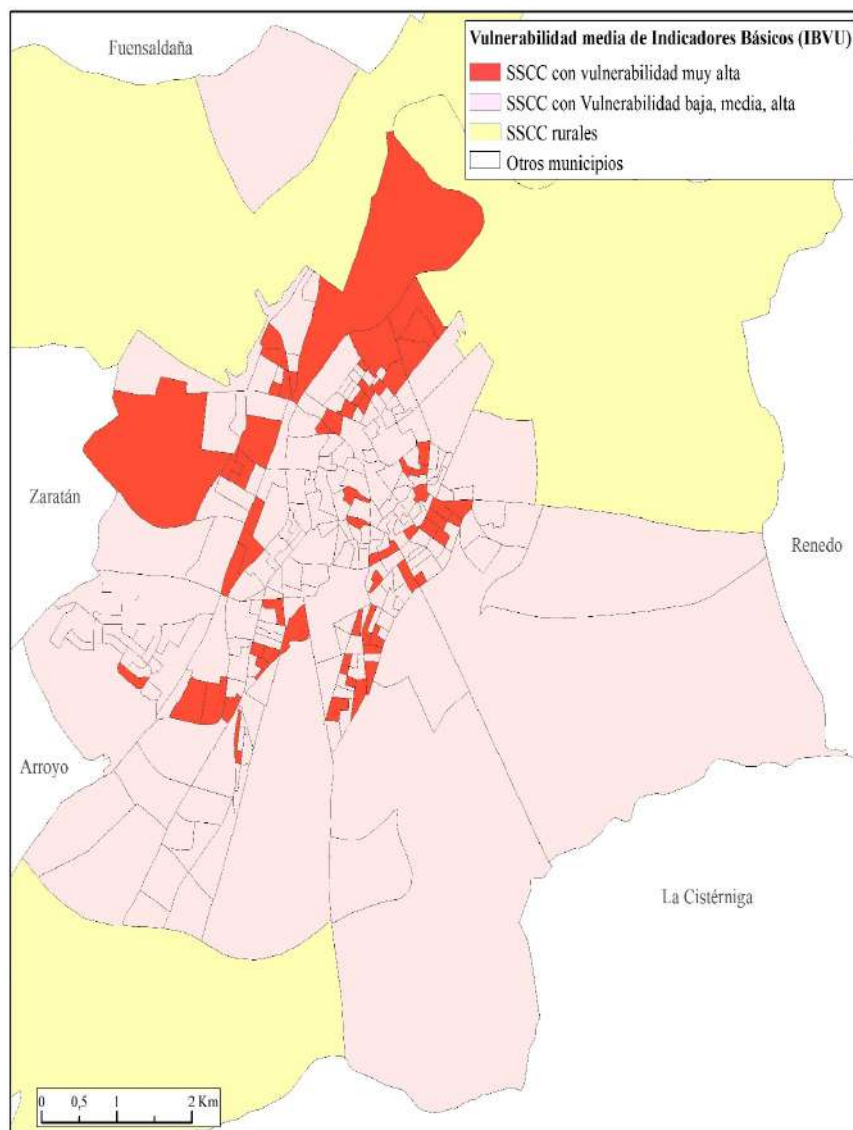 Fuensaldaña
Vulnerabilidad media de Indicadores Básicos (IBVU)
SSCC con vulnerabilidad muy alta
SSCC con Vulnerabilidad baja, media, alta
SSCC rurales
Otros municipios
Zaratán
Renedo
Arroyo
La Cistérniga
0 0,5 1 2 Km